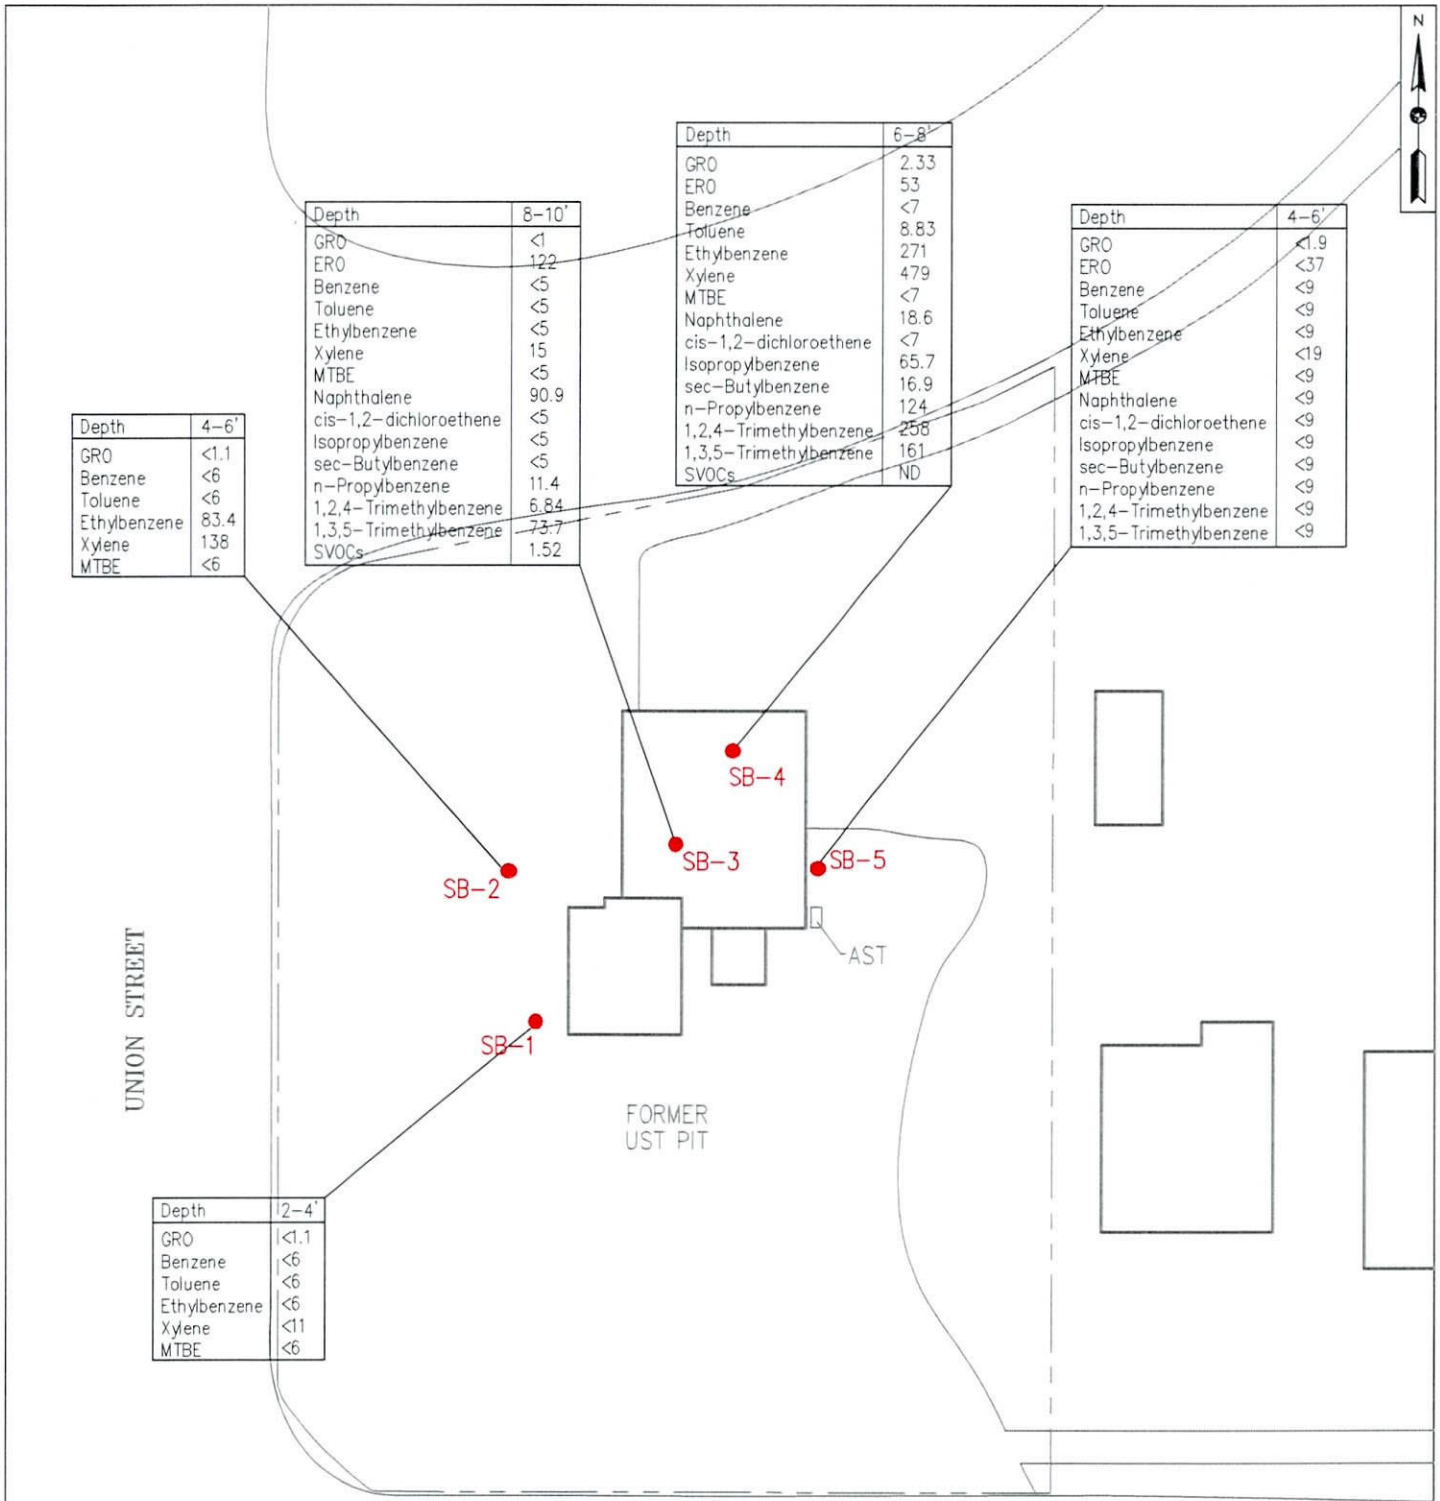 N
Depth 6-8'
GRO 2.33
ERO 53
Benzene <7
Toluene 8.83
Ethylbenzene 271
Xylene 479
MTBE <7
Naphthalene 18.6
cis-1,2-dichloroethene <7
Isopropylbenzene 65.7
sec-Butylbenzene 16.9
n-Propylbenzene 124
1,2,4-Trimethylbenzene 258
1,3,5-Trimethylbenzene 161
SVOCs ND
Depth 8-10'
GRO <1
ERO 122
Benzene <5
Toluene <5
Ethylbenzene <5
Xylene 15
MTBE <5
Naphthalene 90.9
cis-1,2-dichloroethene <5
Isopropylbenzene <5
sec-Butylbenzene <5
n-Propylbenzene 11.4
1,2,4-Trimethylbenzene 6.84
1,3,5-Trimethylbenzene 73.7
SVOCs 1.52
Depth 4-6'
GRO <1.9
ERO <37
Benzene <9
Toluene <9
Ethylbenzene <9
Xylene <19
MTBE <9
Naphthalene <9
cis-1,2-dichloroethene <9
Isopropylbenzene <9
sec-Butylbenzene <9
n-Propylbenzene <9
1,2,4-Trimethylbenzene <9
1,3,5-Trimethylbenzene <9
Depth 4-6'
GRO <1.1
Benzene <6
Toluene <6
Ethylbenzene 83.4
Xylene 138
MTBE <6
SB-4
SB-3
SB-5
SB-2
AST
SB-1
UNION STREET
FORMER
UST PIT
Depth 2-4'
GRO <1.1
Benzene <6
Toluene <6
Ethylbenzene <6
Xylene <11
MTBE <6